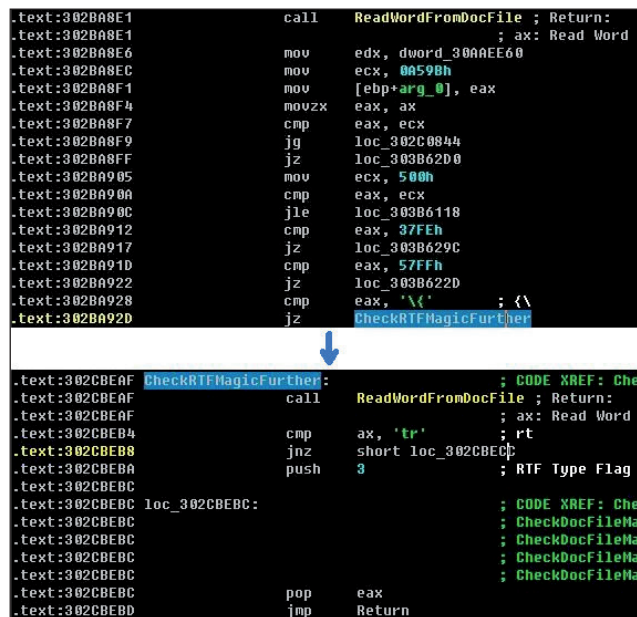 .text:302BA8E1 call ReadWordFromDocFile ; Return:
.text:302BA8E1 ; ax: Read Word
.text:302BA8E6 mov edx, dword_30AAEE60
.text:302BA8EC mov ecx, 0A59Bh
.text:302BA8F1 mov [ebp+arg_0], eax
.text:302BA8F4 movzx eax, ax
.text:302BA8F7 cmp eax, ecx
.text:302BA8F9 jg loc_302C0844
.text:302BA8FF jz loc_303B62D0
.text:302BA905 mov ecx, 500h
.text:302BA90A cmp eax, ecx
.text:302BA90C jle loc_303B6118
.text:302BA912 cmp eax, 37FEh
.text:302BA917 jz loc_303B629C
.text:302BA91D cmp eax, 57FFh
.text:302BA922 jz loc_303B622D
.text:302BA928 cmp eax, '\{' ; {\
.text:302BA92D jz CheckRTFMagicFurther
.text:302CBEAF CheckRTFMagicFurther: ; CODE XREF: Che
.text:302CBEAF call ReadWordFromDocFile ; Return:
.text:302CBEAF ; ax: Read Word
.text:302CBEB4 cmp ax, 'tr' ; rt
.text:302CBEB8 jnz short loc_302CBECC
.text:302CBEBA push 3 ; RTF Type Flag
.text:302CBEBC
.text:302CBEBC loc_302CBEBC: ; CODE XREF: Che
.text:302CBEBC ; CheckDocFileMa
.text:302CBEBC ; CheckDocFileMa
.text:302CBEBC ; CheckDocFileMa
.text:302CBEBC ; CheckDocFileMa
.text:302CBEBC pop eax
.text:302CBEBD jmp Return